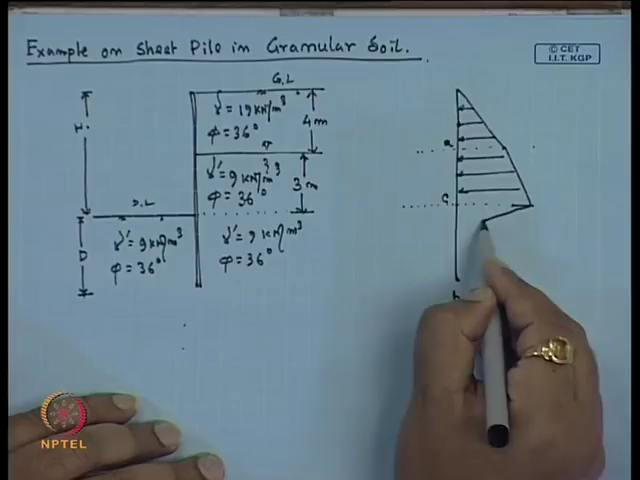 Example on Sheet Pile in Granular Soil.
© CET
I.I.T. KGP
G.L
H
γ = 19 kN/m³
φ = 36°
4m
a
γ' = 9 kN/m³
φ = 36°
3m
c
D.L
D
γ' = 9 kN/m³
φ = 36°
γ' = 9 kN/m³
φ = 36°
b
NPTEL